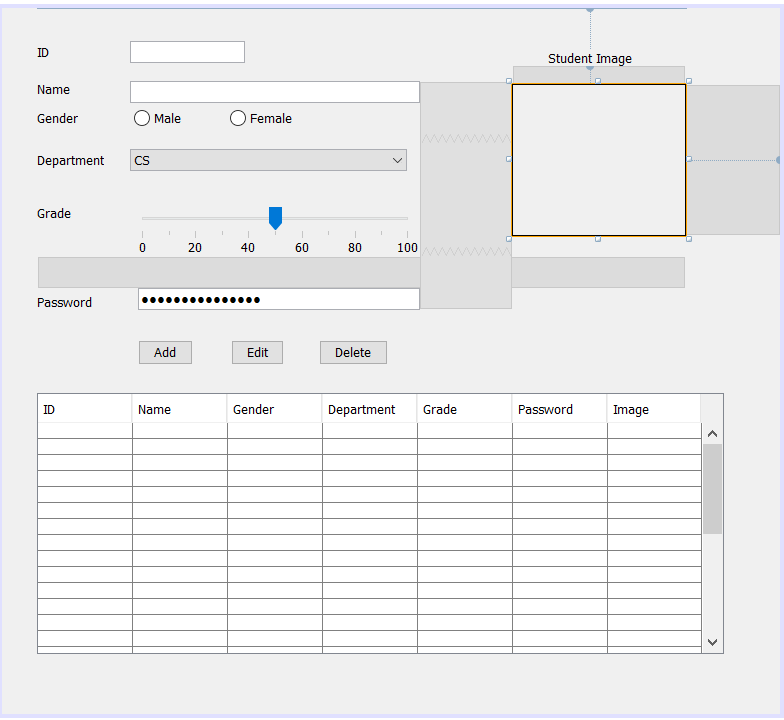 ID
Student Image
Name
Gender Male Female
Department CS
Grade
0 20 40 60 80 100
Password ●●●●●●●●●●●●●●●
Add Edit Delete
ID Name Gender Department Grade Password Image